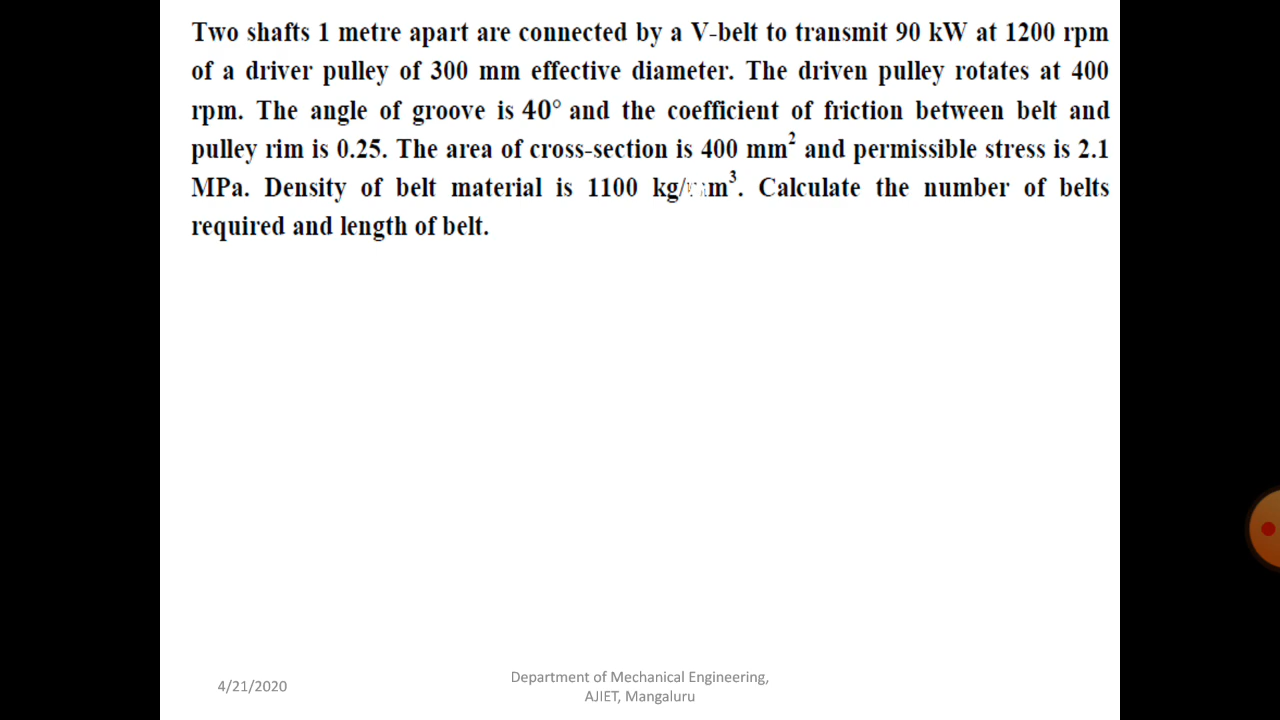 Two shafts 1 metre apart are connected by a V-belt to transmit 90 kW at 1200 rpm
of a driver pulley of 300 mm effective diameter. The driven pulley rotates at 400
rpm. The angle of groove is 40° and the coefficient of friction between belt and
pulley rim is 0.25. The area of cross-section is 400 mm² and permissible stress is 2.1
MPa. Density of belt material is 1100 kg/m³. Calculate the number of belts
required and length of belt.
4/21/2020
Department of Mechanical Engineering,
AJIET, Mangaluru